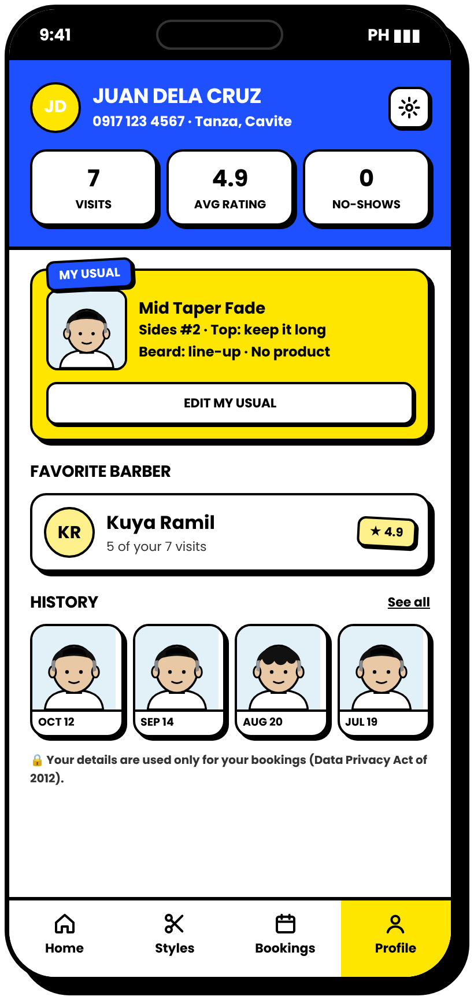 9:41
PH
JD
JUAN DELA CRUZ
0917 123 4567 · Tanza, Cavite
7
VISITS
4.9
AVG RATING
0
NO-SHOWS
MY USUAL
Mid Taper Fade
Sides #2 · Top: keep it long
Beard: line-up · No product
EDIT MY USUAL
FAVORITE BARBER
KR
Kuya Ramil
5 of your 7 visits
★ 4.9
HISTORY
See all
OCT 12
SEP 14
AUG 20
JUL 19
🔒 Your details are used only for your bookings (Data Privacy Act of
2012).
Home
Styles
Bookings
Profile